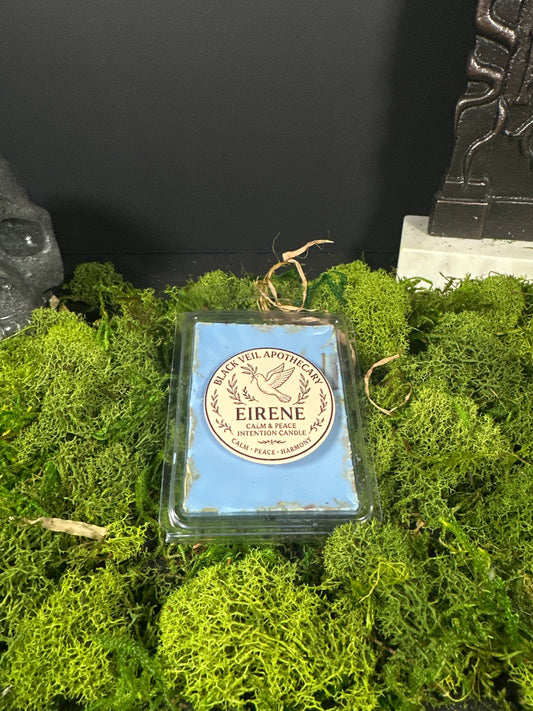 BLACK VEIL APOTHECARY
EIRENE
CALM & PEACE
INTENTION CANDLE
CALM • PEACE • HARMONY